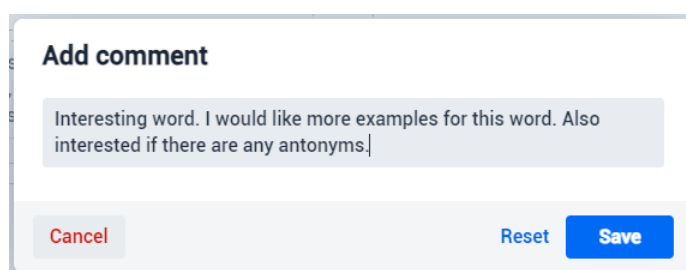 Add comment
Interesting word. I would like more examples for this word. Also
interested if there are any antonyms.
Cancel
Reset
Save